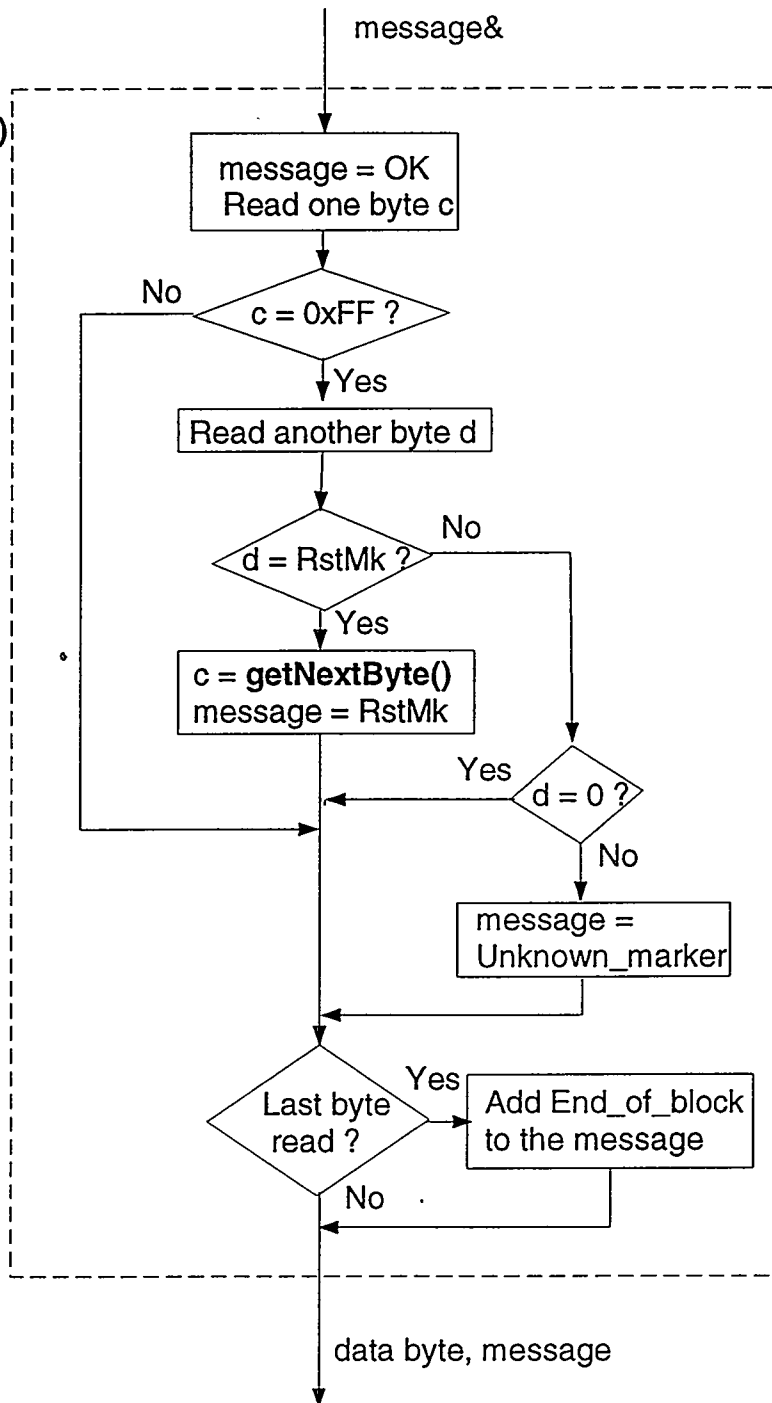 message&
)
message = OK
Read one byte c
No
c = 0xFF ?
Yes
Read another byte d
No
d = RstMk ?
Yes
c = getNextByte()
message = RstMk
Yes
d = 0 ?
No
message =
Unknown_marker
Yes
Last byte
read ?
Add End_of_block
to the message
No
data byte, message